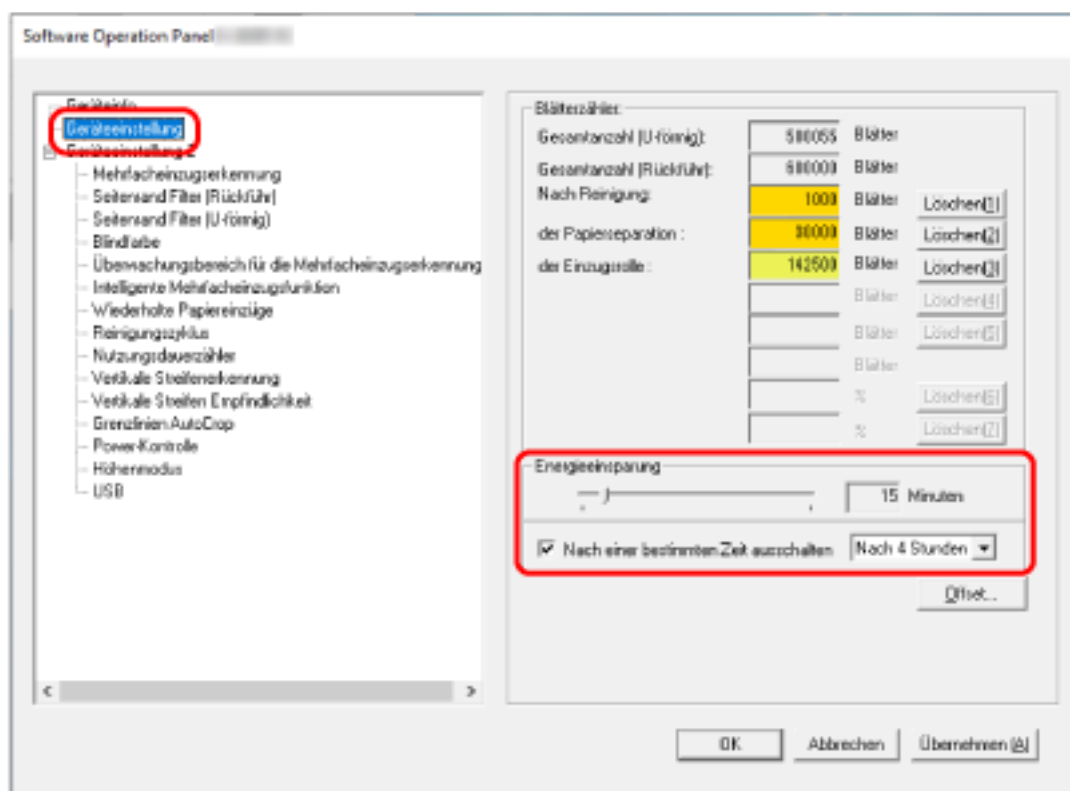 Software Operation Panel
Geräteinfo
Geräteeinstellung
Geräteeinstellung 2
Mehrfacheinzugserkennung
Seitenrand Filter (Rückführ)
Seitenrand Filter (U-förmig)
Blindfarbe
Überwachungsbereich für die Mehrfacheinzugserkennung
Intelligente Mehrfacheinzugsfunktion
Wiederholte Papiereinzüge
Reinigungszyklus
Nutzungsdauerzähler
Vertikale Streifenerkennung
Vertikale Streifen Empfindlichkeit
Grenzlinien AutoCrop
Power-Kontrolle
Höhenmodus
USB
Blätterzähler:
Gesamtanzahl (U-förmig): Blätter
Gesamtanzahl (Rückführ): 600000 Blätter
Nach Reinigung: 1000 Blätter Löschen(1)
der Papierseparation : Blätter Löschen(2)
der Einzugsrolle : 162500 Blätter Löschen(3)
Blätter Löschen(4)
Blätter Löschen(5)
Blätter
% Löschen(6)
% Löschen(7)
Energieeinsparung
15 Minuten
Nach einer bestimmten Zeit ausschalten Nach 4 Stunden
Offset...
OK Abbrechen Übernehmen (A)